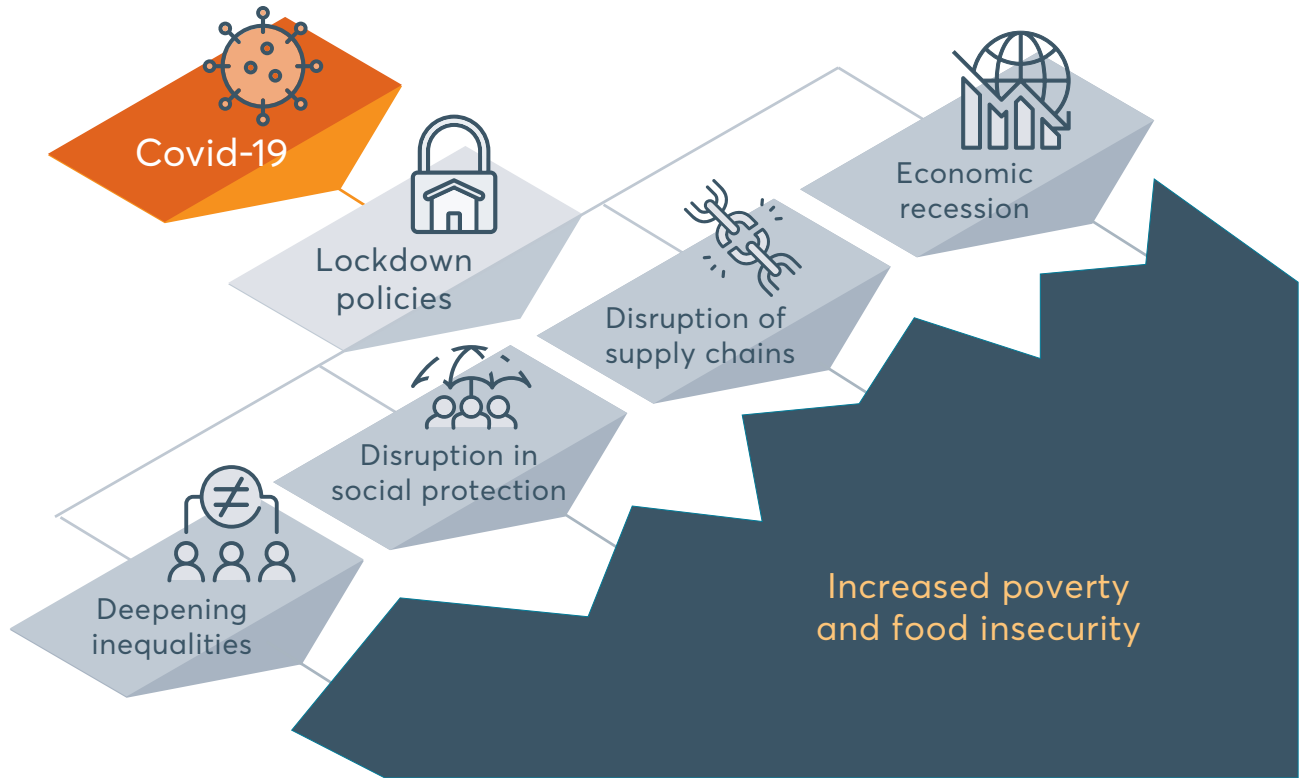 Covid-19
Lockdown
policies
Economic
recession
Disruption of
supply chains
Disruption in
social protection
Deepening
inequalities
Increased poverty
and food insecurity